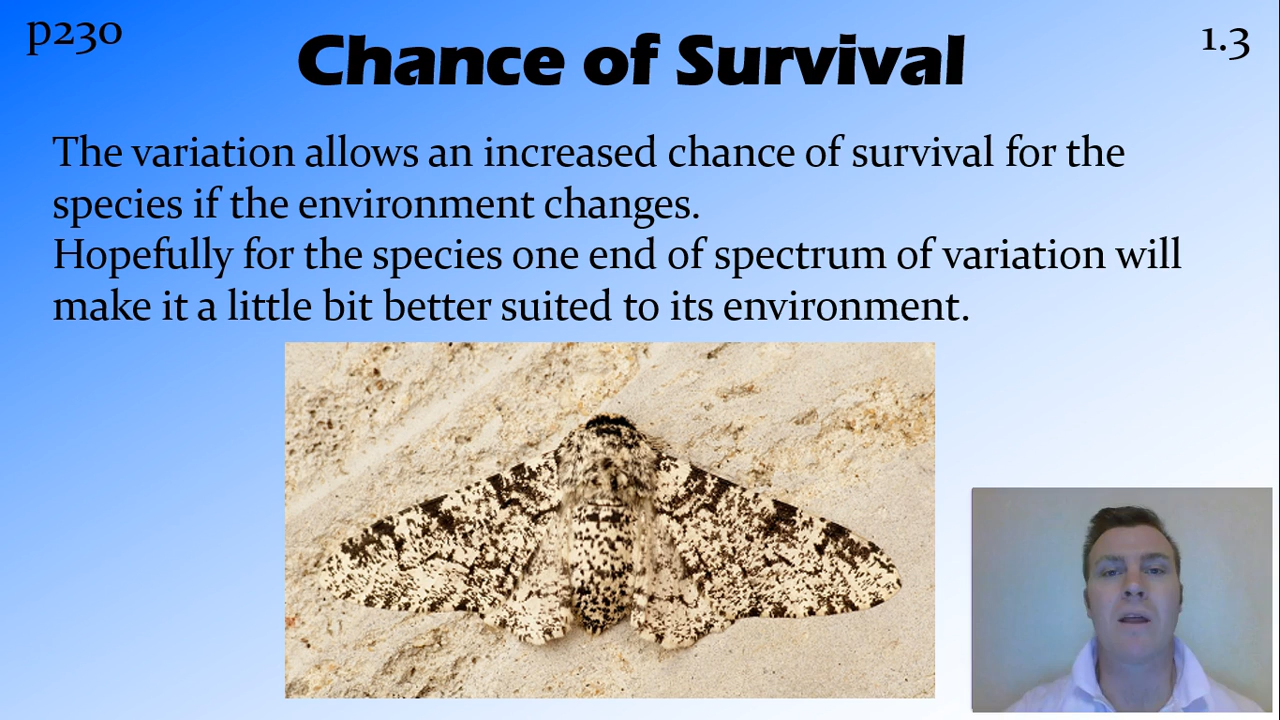 p230
Chance of Survival
1.3
The variation allows an increased chance of survival for the
species if the environment changes.
Hopefully for the species one end of spectrum of variation will
make it a little bit better suited to its environment.